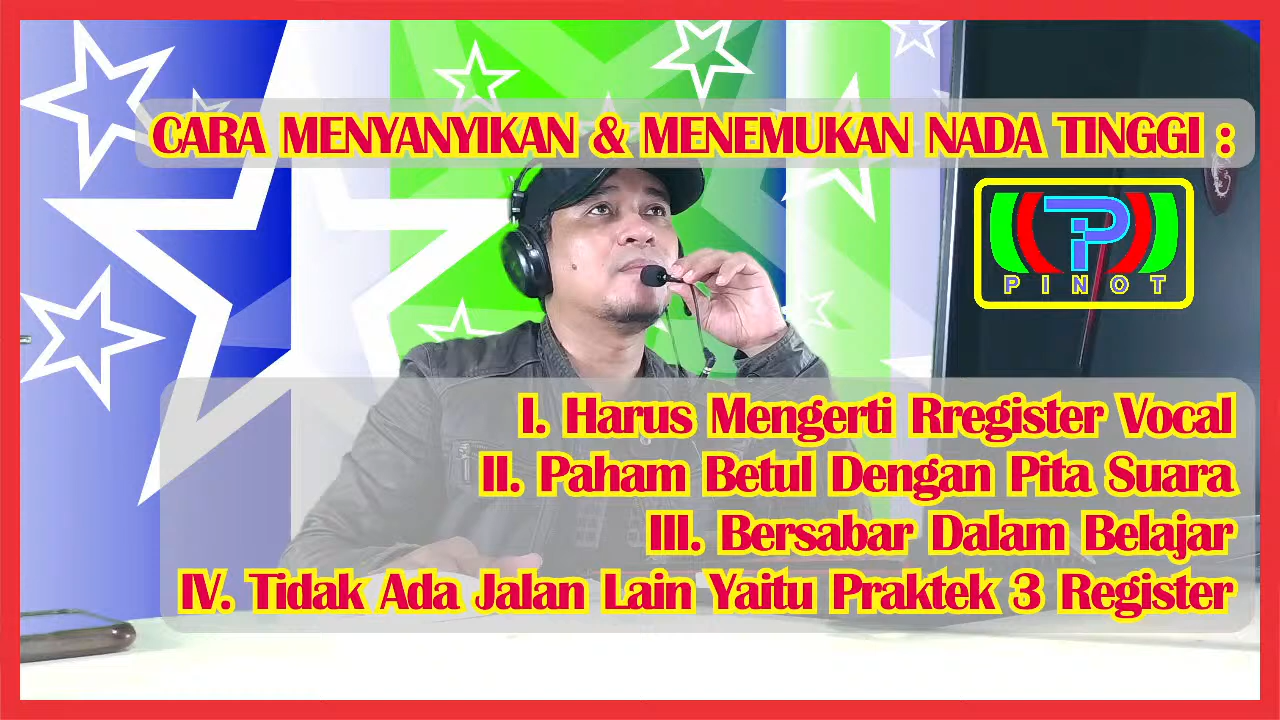 CARA MENYANYIKAN & MENEMUKAN NADA TINGGI :
P
PINOT
I. Harus Mengerti Rregister Vocal
II. Paham Betul Dengan Pita Suara
III. Bersabar Dalam Belajar
IV. Tidak Ada Jalan Lain Yaitu Praktek 3 Register